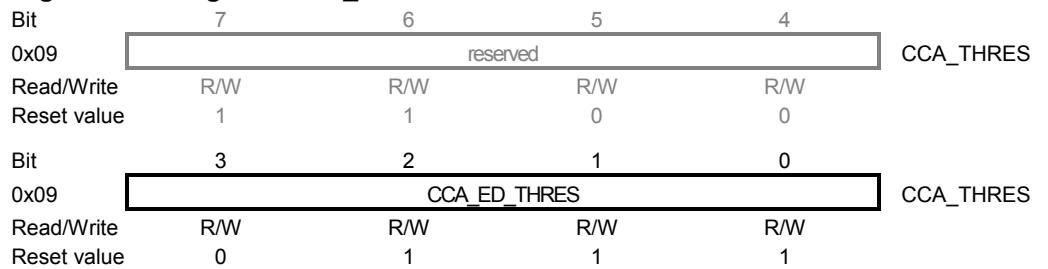 Bit 7 6 5 4
0x09 reserved CCA_THRES
Read/Write R/W R/W R/W R/W
Reset value 1 1 0 0
Bit 3 2 1 0
0x09 CCA_ED_THRES CCA_THRES
Read/Write R/W R/W R/W R/W
Reset value 0 1 1 1